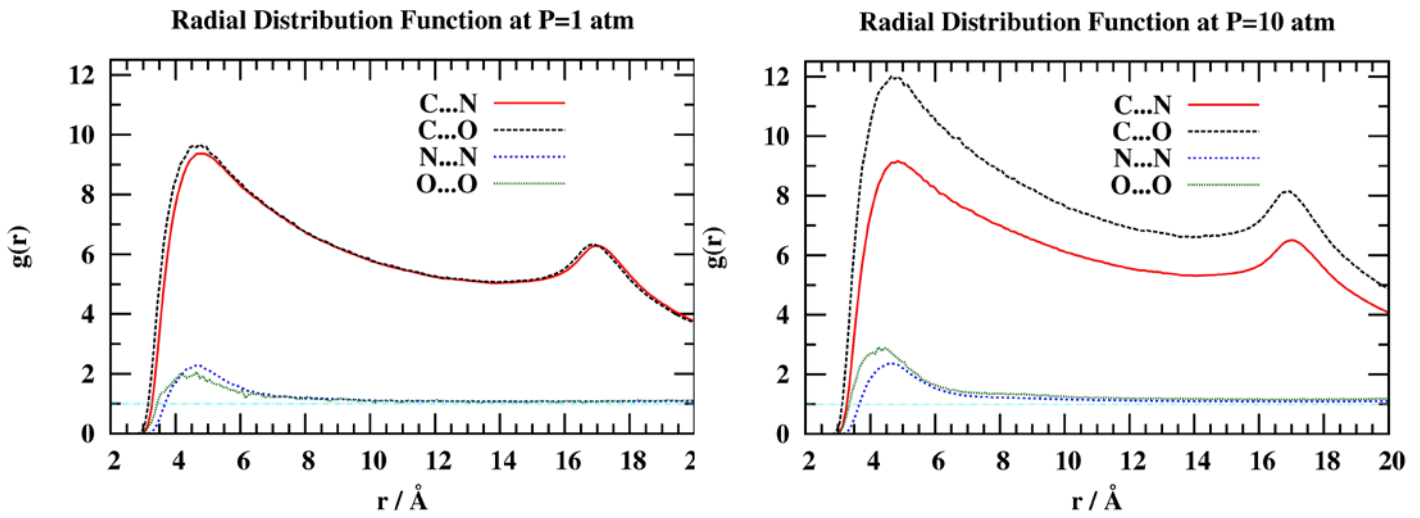 Radial Distribution Function at P=1 atm
12
10
8
6
4
2
0
g(r)
C...N
C...O
N...N
O...O
2 4 6 8 10 12 14 16 18 2
r / Å
Radial Distribution Function at P=10 atm
12
10
8
6
4
2
0
g(r)
C...N
C...O
N...N
O...O
2 4 6 8 10 12 14 16 18 20
r / Å